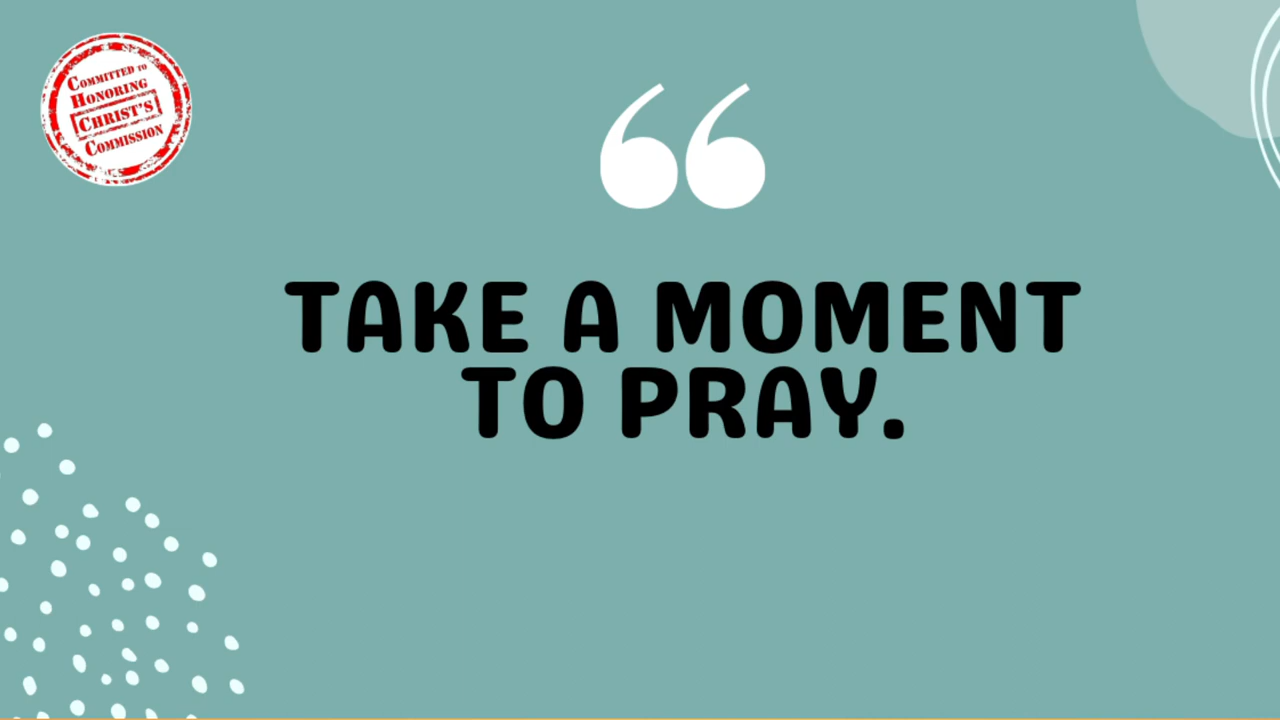 COMMITTED TO
HONORING
CHRIST'S
COMMISSION
“
TAKE A MOMENT
TO PRAY.